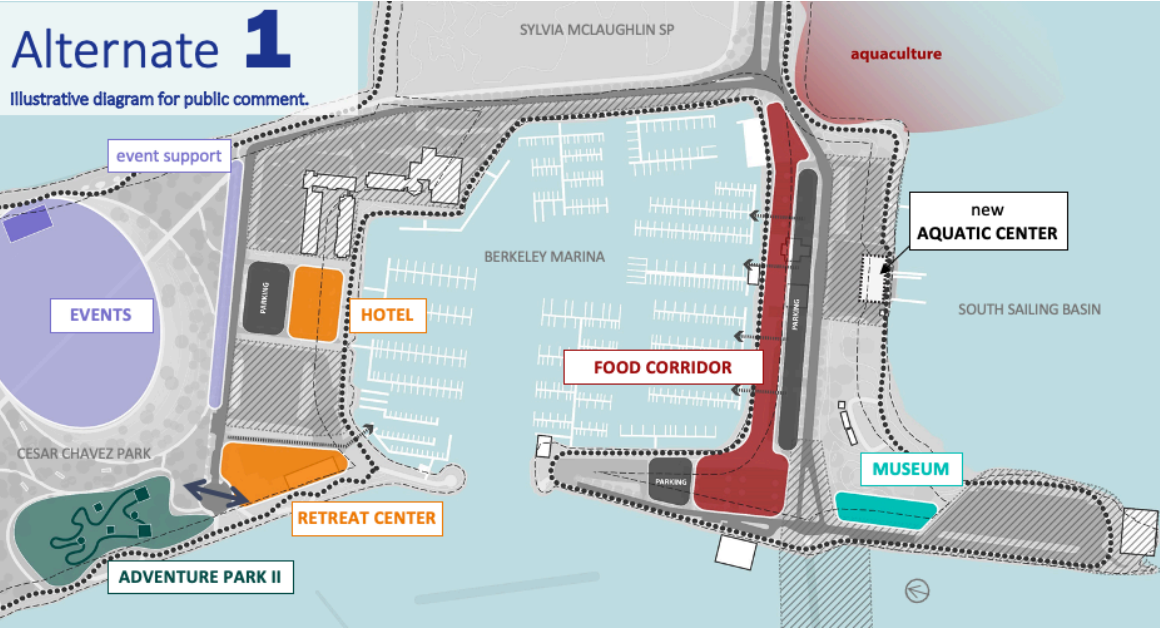 Alternate 1
Illustrative diagram for public comment.
SYLVIA MCLAUGHLIN SP
aquaculture
event support
new
AQUATIC CENTER
BERKELEY MARINA
EVENTS
PARKING
HOTEL
PARKING
SOUTH SAILING BASIN
FOOD CORRIDOR
CESAR CHAVEZ PARK
MUSEUM
PARKING
RETREAT CENTER
ADVENTURE PARK II